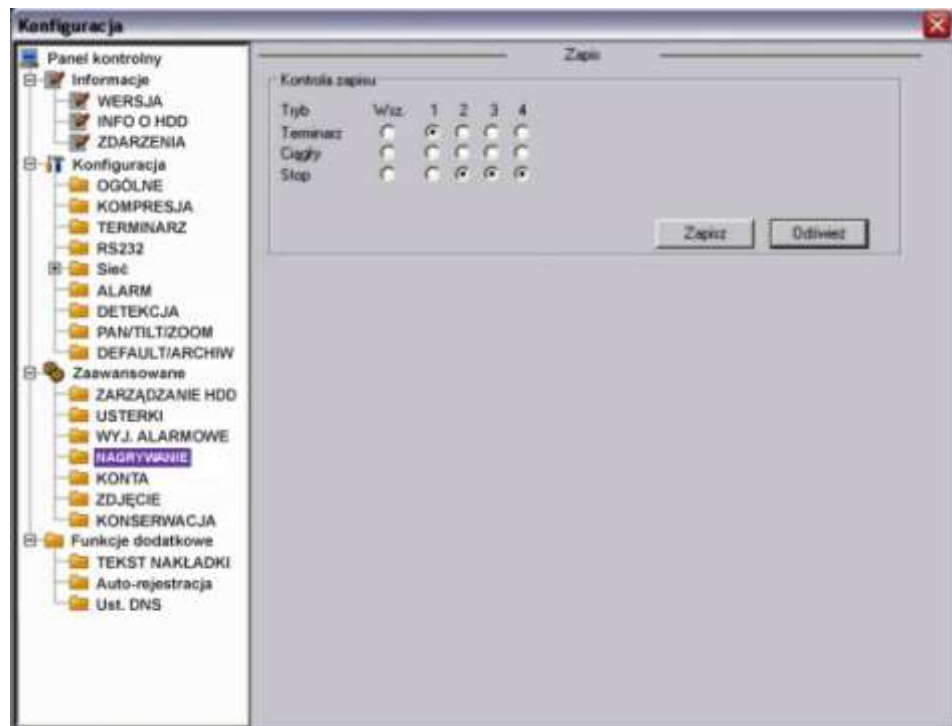 Konfiguracja
Panel kontrolny
Informacje
WERSJA
INFO O HDD
ZDARZENIA
Konfiguracja
OGÓLNE
KOMPRESJA
TERMINARZ
RS232
Sieć
ALARM
DETEKCJA
PAN/TILT/ZOOM
DEFAULT/ARCHIW
Zaawansowane
ZARZĄDZANIE HDD
USTERKI
WYJ. ALARMOWE
NAGRYWANIE
KONTA
ZDJĘCIE
KONSERWACJA
Funkcje dodatkowe
TEKST NAKŁADKI
Auto-rejestracja
Ust. DNS
Zapis
Kontrola zapisu
Tryb Wsz. 1 2 3 4
Terminarz
Ciągły
Stop
Zapisz Odśwież